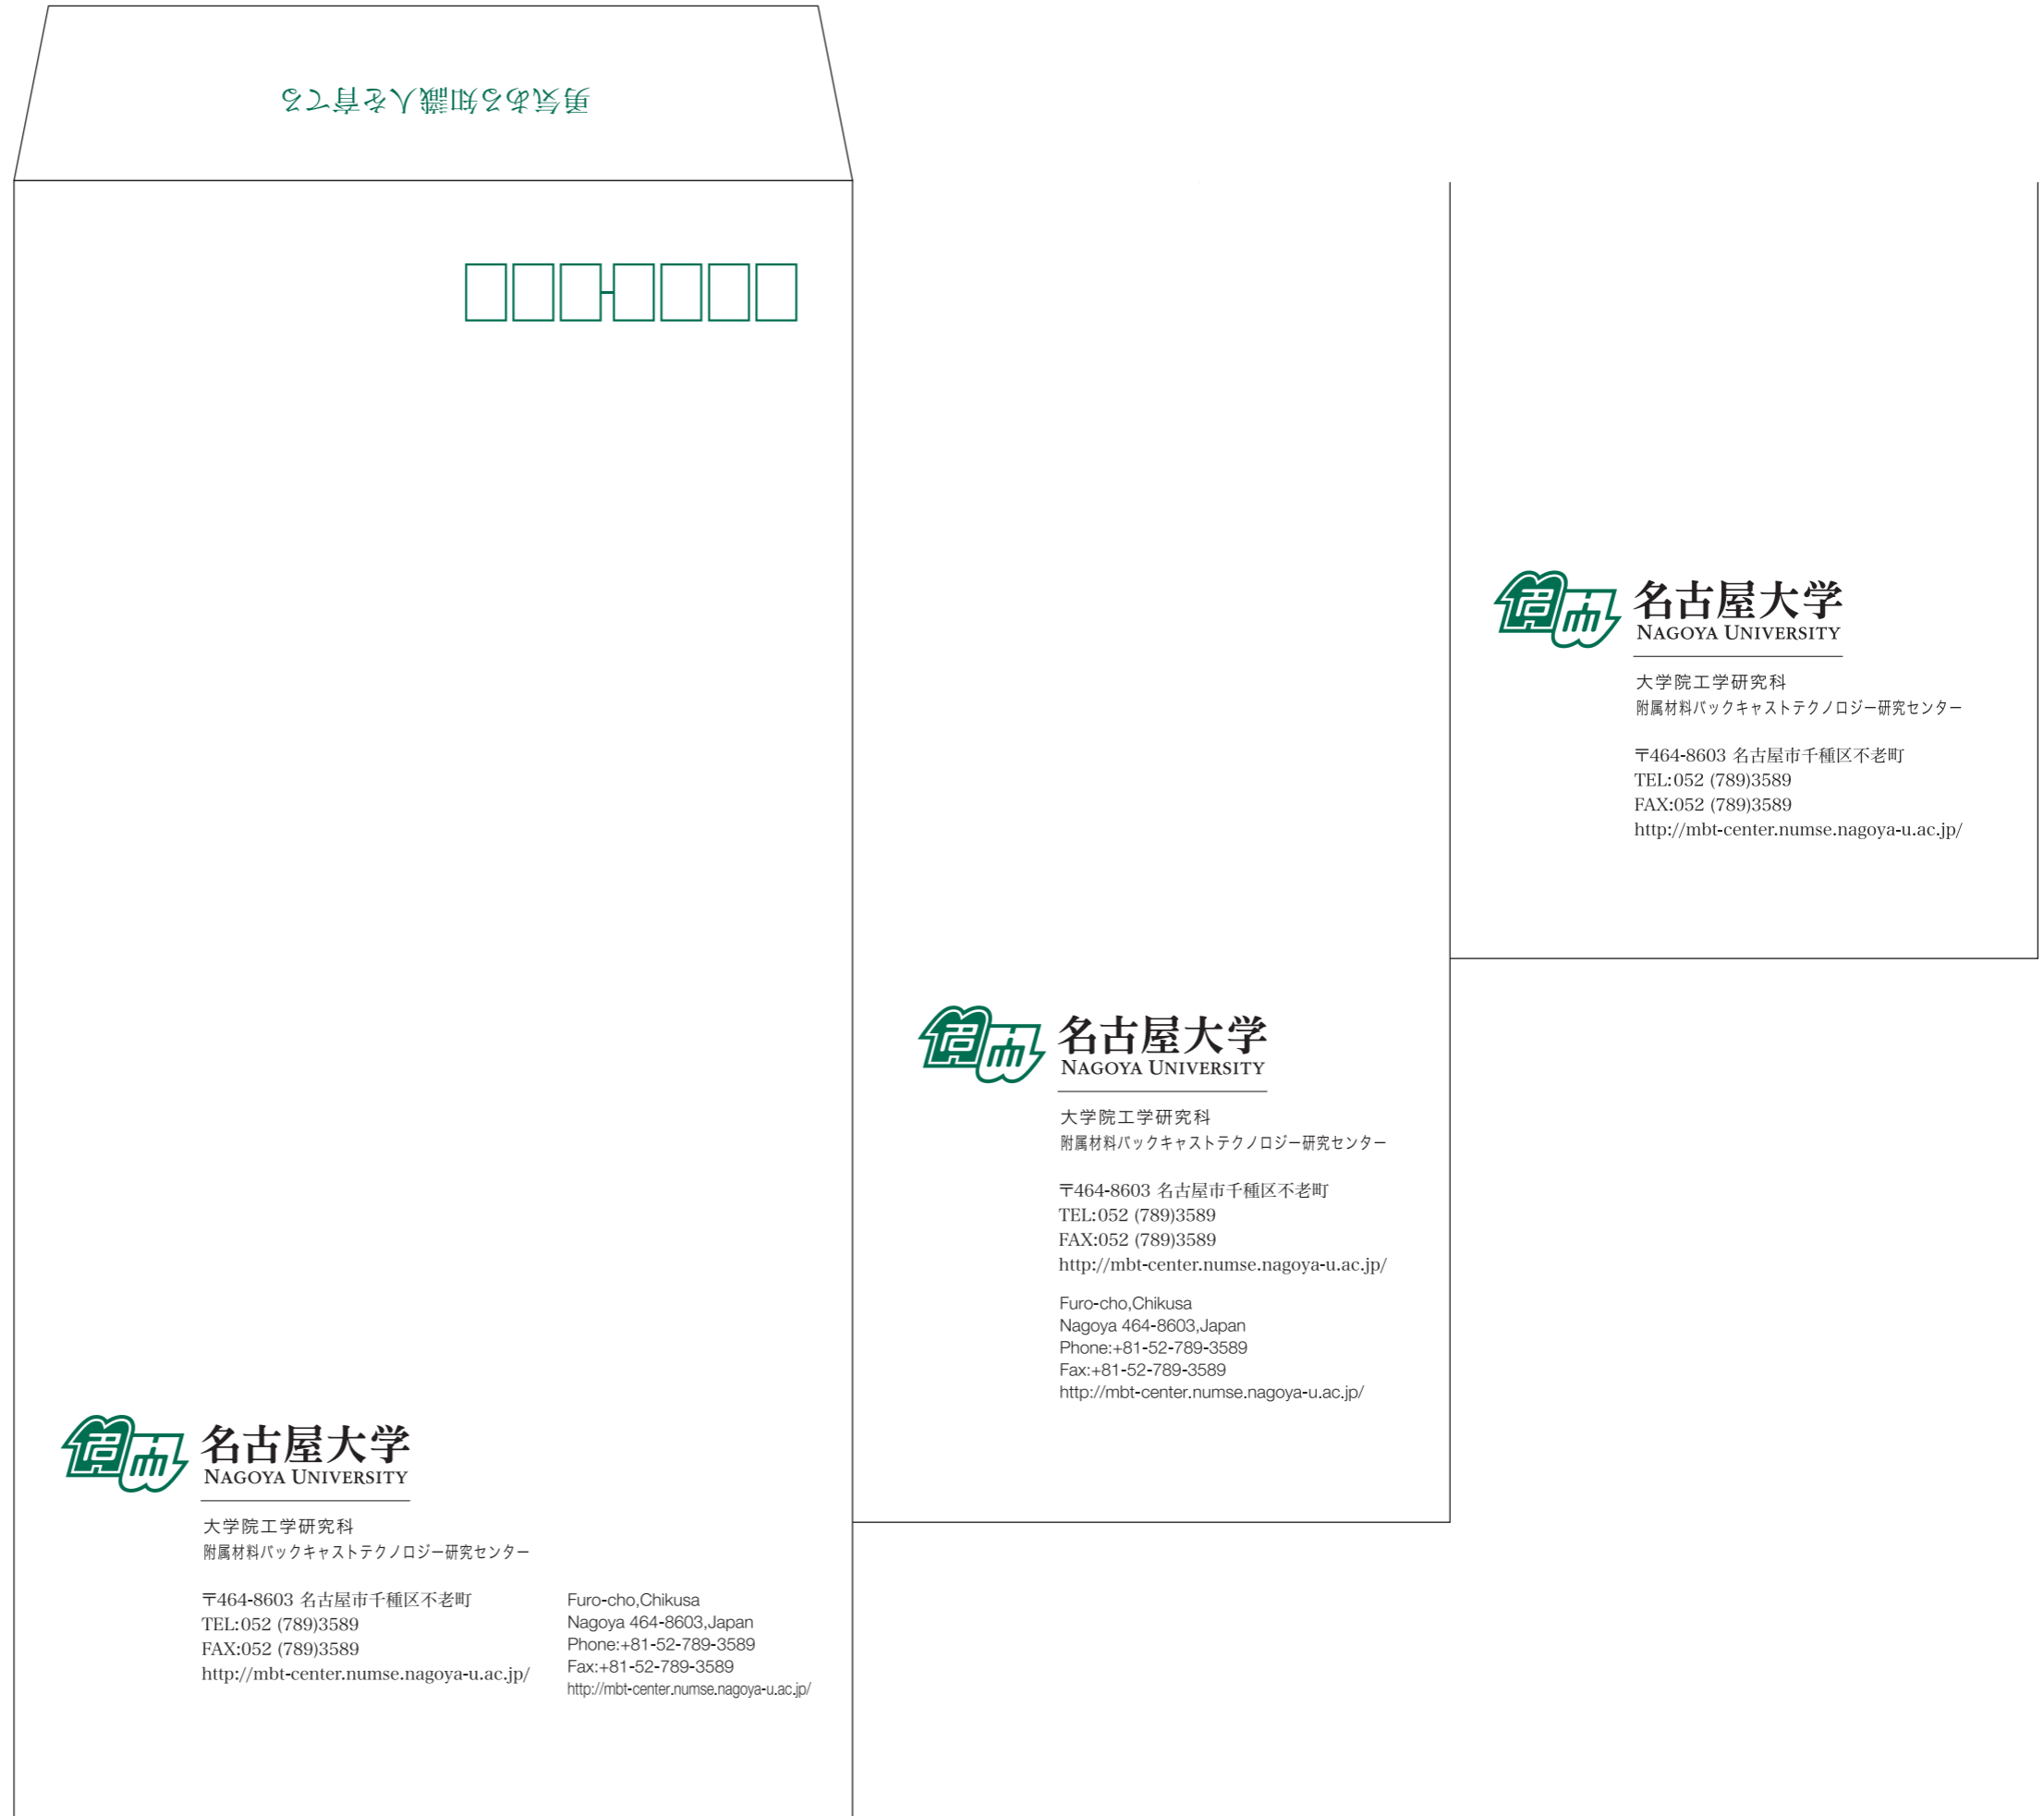 勇気ある知識人を育てる
名古屋大学
NAGOYA UNIVERSITY
大学院工学研究科
附属材料バックキャストテクノロジー研究センター
〒464-8603 名古屋市千種区不老町
TEL:052 (789)3589
FAX:052 (789)3589
http://mbt-center.numse.nagoya-u.ac.jp/
Furo-cho,Chikusa
Nagoya 464-8603,Japan
Phone:+81-52-789-3589
Fax:+81-52-789-3589
http://mbt-center.numse.nagoya-u.ac.jp/
名古屋大学
NAGOYA UNIVERSITY
大学院工学研究科
附属材料バックキャストテクノロジー研究センター
〒464-8603 名古屋市千種区不老町
TEL:052 (789)3589
FAX:052 (789)3589
http://mbt-center.numse.nagoya-u.ac.jp/
Furo-cho,Chikusa
Nagoya 464-8603,Japan
Phone:+81-52-789-3589
Fax:+81-52-789-3589
http://mbt-center.numse.nagoya-u.ac.jp/
名古屋大学
NAGOYA UNIVERSITY
大学院工学研究科
附属材料バックキャストテクノロジー研究センター
〒464-8603 名古屋市千種区不老町
TEL:052 (789)3589
FAX:052 (789)3589
http://mbt-center.numse.nagoya-u.ac.jp/